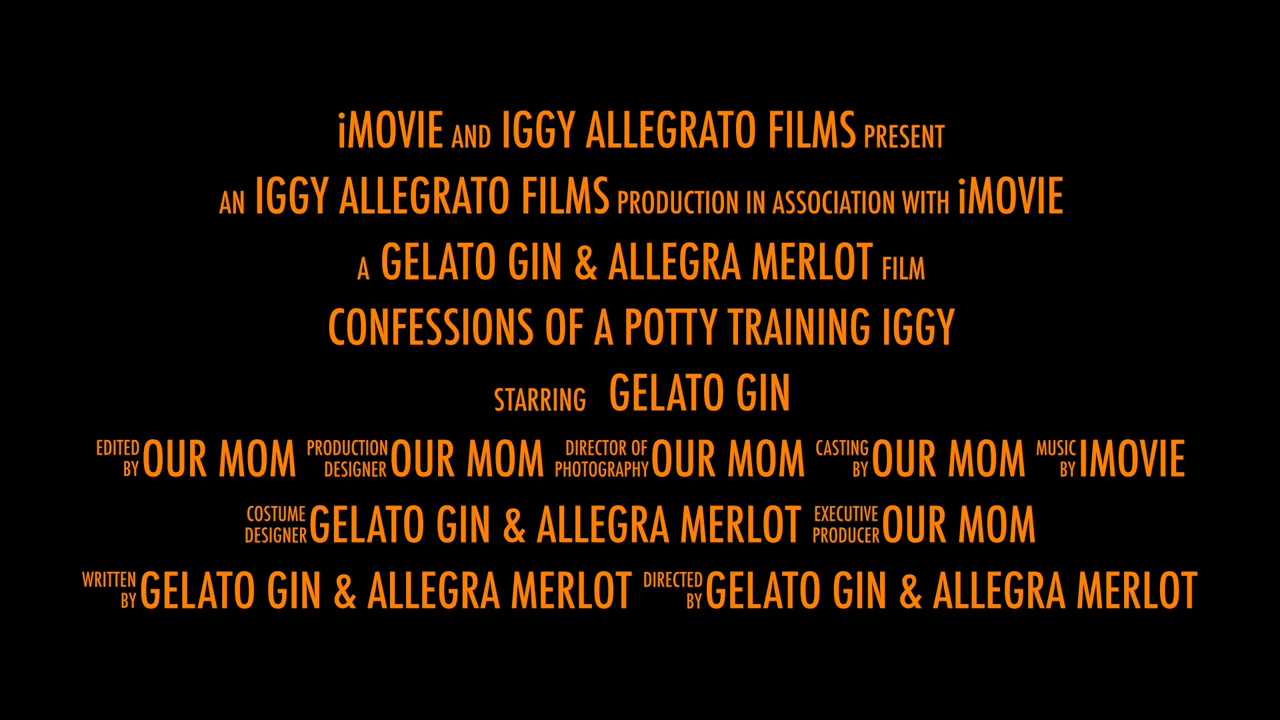 iMOVIE AND IGGY ALLEGRATO FILMS PRESENT
AN IGGY ALLEGRATO FILMS PRODUCTION IN ASSOCIATION WITH iMOVIE
A GELATO GIN & ALLEGRA MERLOT FILM
CONFESSIONS OF A POTTY TRAINING IGGY
STARRING GELATO GIN
EDITED BY OUR MOM PRODUCTION DESIGNER OUR MOM DIRECTOR OF PHOTOGRAPHY OUR MOM CASTING BY OUR MOM MUSIC BY IMOVIE
COSTUME DESIGNER GELATO GIN & ALLEGRA MERLOT EXECUTIVE PRODUCER OUR MOM
WRITTEN BY GELATO GIN & ALLEGRA MERLOT DIRECTED BY GELATO GIN & ALLEGRA MERLOT